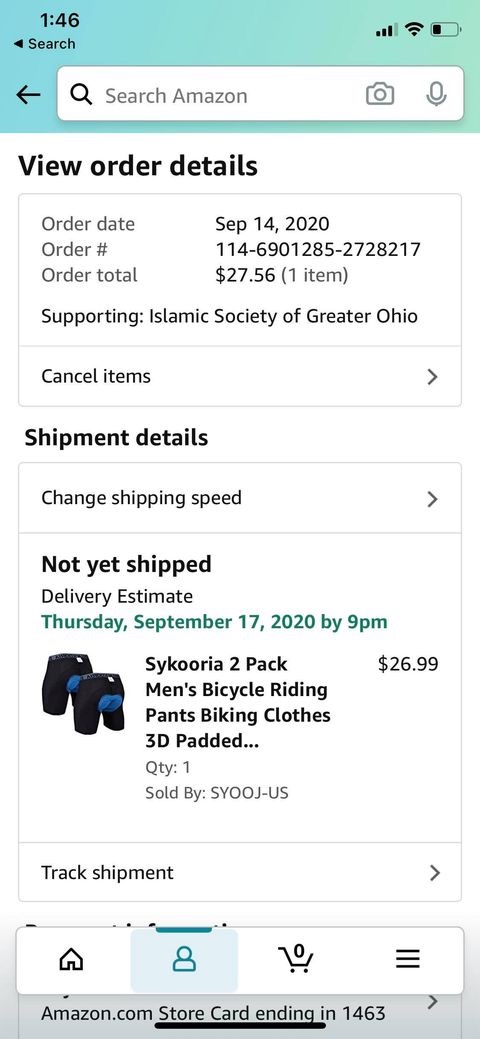 1:46
Search
Search Amazon
View order details
Order date Sep 14, 2020
Order # 114-6901285-2728217
Order total $27.56 (1 item)
Supporting: Islamic Society of Greater Ohio
Cancel items
Shipment details
Change shipping speed
Not yet shipped
Delivery Estimate
Thursday, September 17, 2020 by 9pm
Sykooria 2 Pack $26.99
Men's Bicycle Riding
Pants Biking Clothes
3D Padded...
Qty: 1
Sold By: SYOOJ-US
Track shipment
0
Amazon.com Store Card ending in 1463